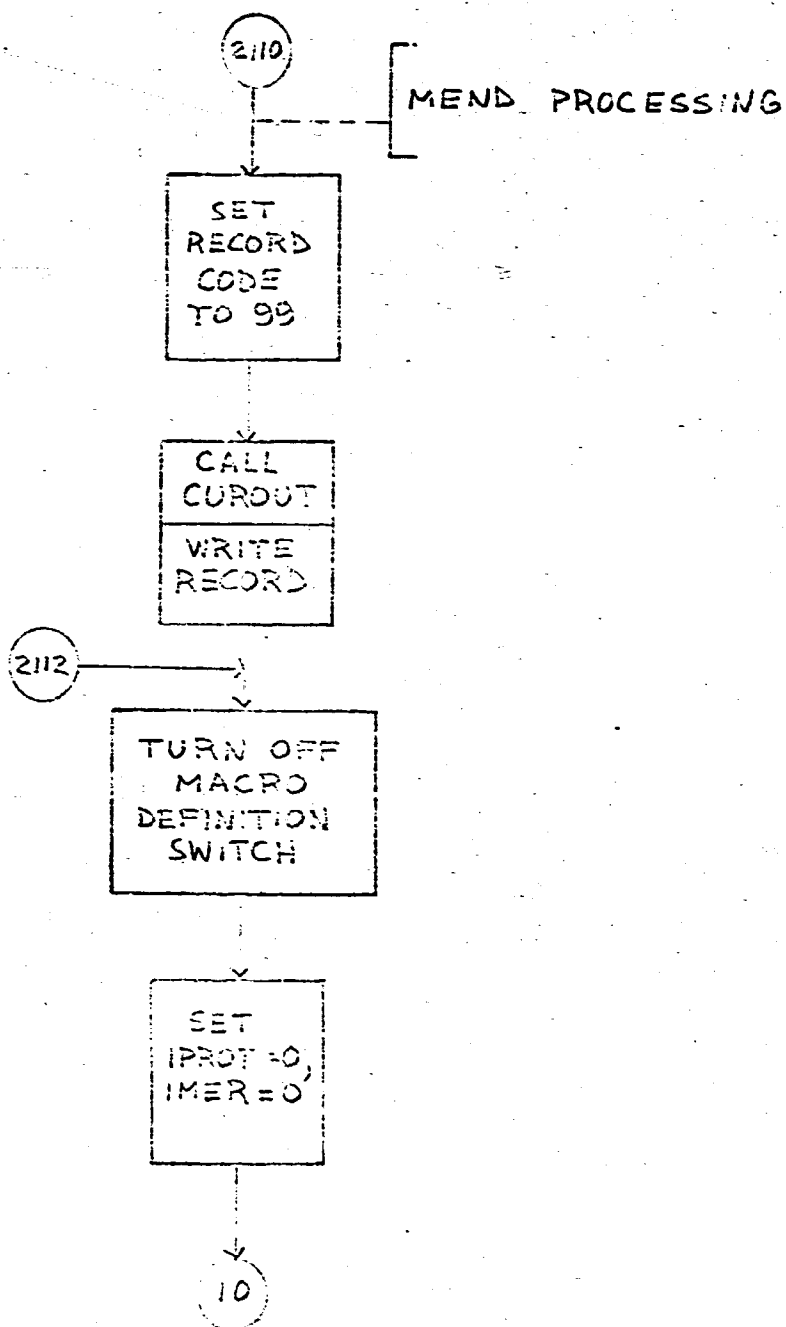 2110
MEND PROCESSING
SET
RECORD
CODE
TO 99
CALL
CUROUT
WRITE
RECORD
2112
TURN OFF
MACRO
DEFINITION
SWITCH
SET
IPROT=0,
IMER=0
10